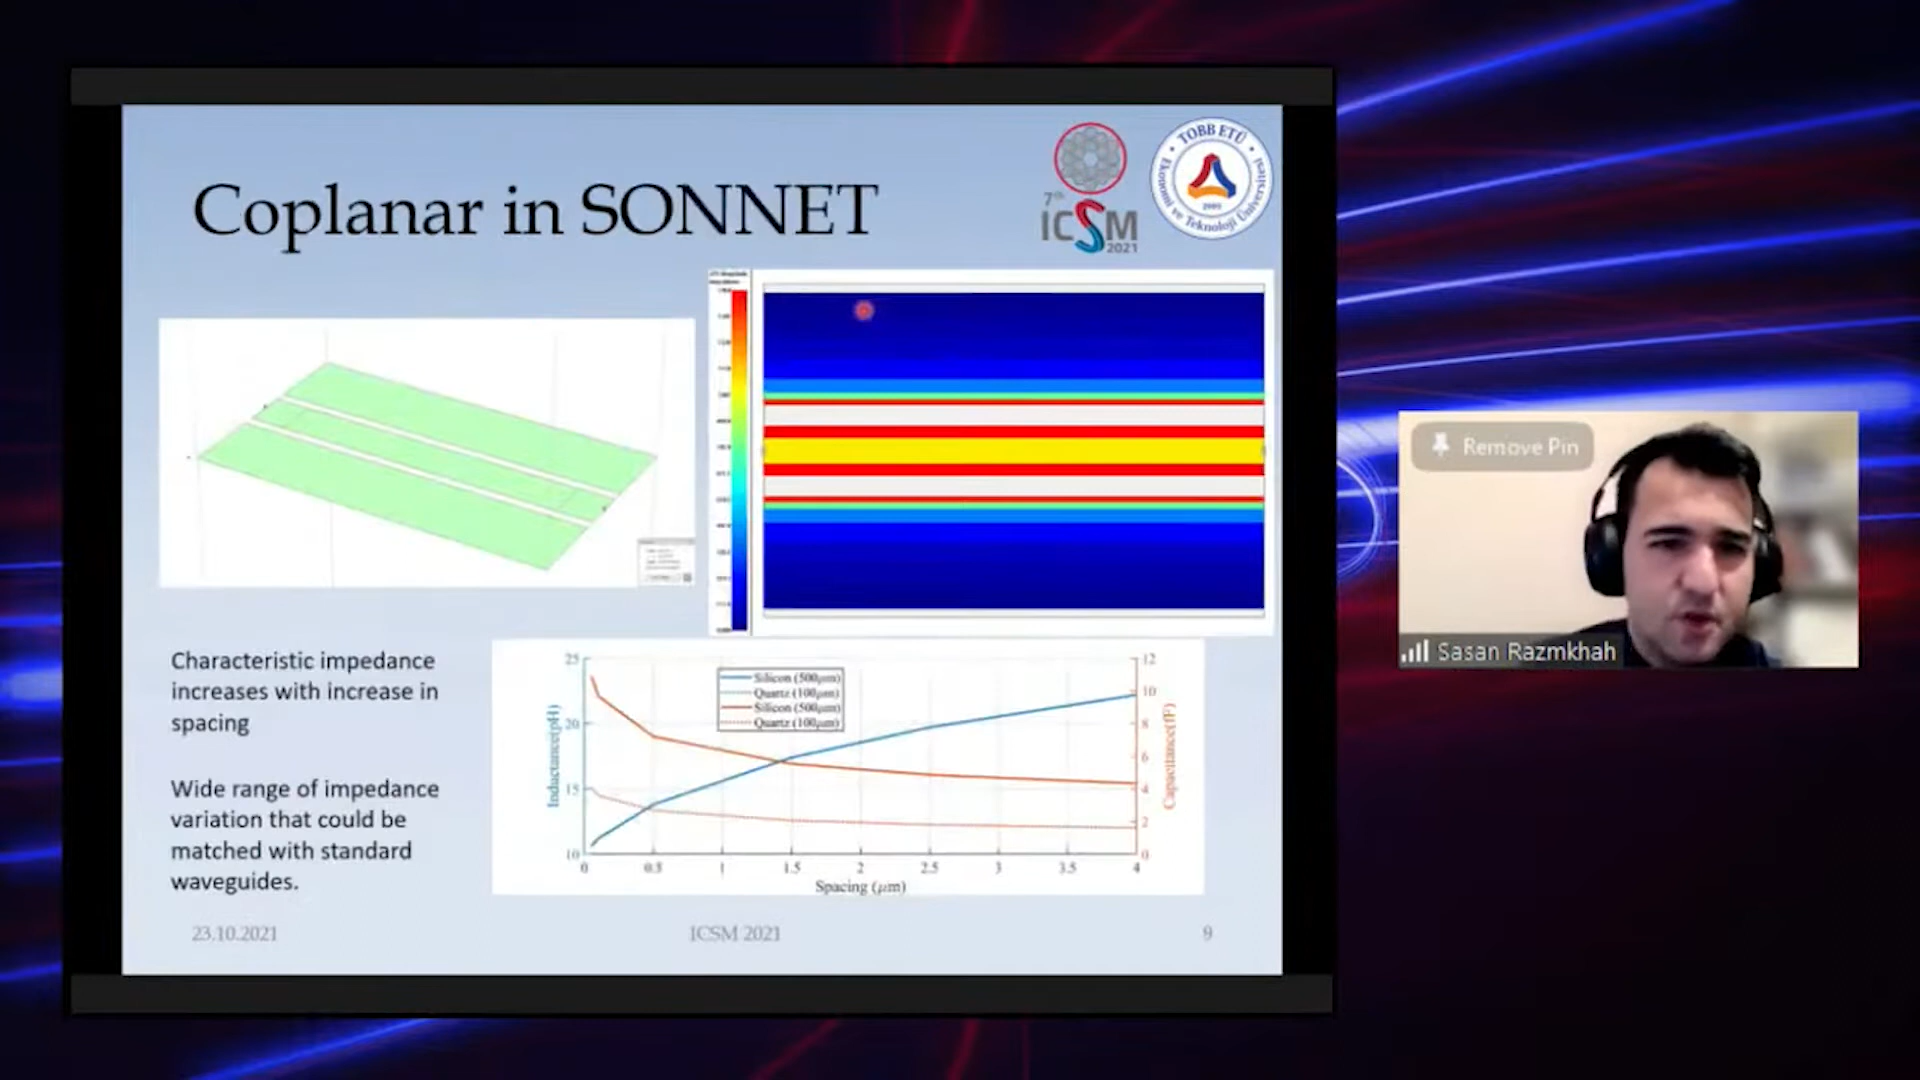 Coplanar in SONNET
7th
ICSM
2021
TOBB ETÜ
Ekonomi ve Teknoloji Üniversitesi
Remove Pin
Sasan Razmkhah
Characteristic impedance
increases with increase in
spacing
Wide range of impedance
variation that could be
matched with standard
waveguides.
Silicon (500μm)
Quartz (100μm)
Silicon (500μm)
Quartz (100μm)
Inductance(pH)
25
20
15
10
Capacitance(fF)
12
10
8
6
4
2
0
0 0.5 1 1.5 2 2.5 3 3.5 4
Spacing (μm)
23.10.2021
ICSM 2021
9